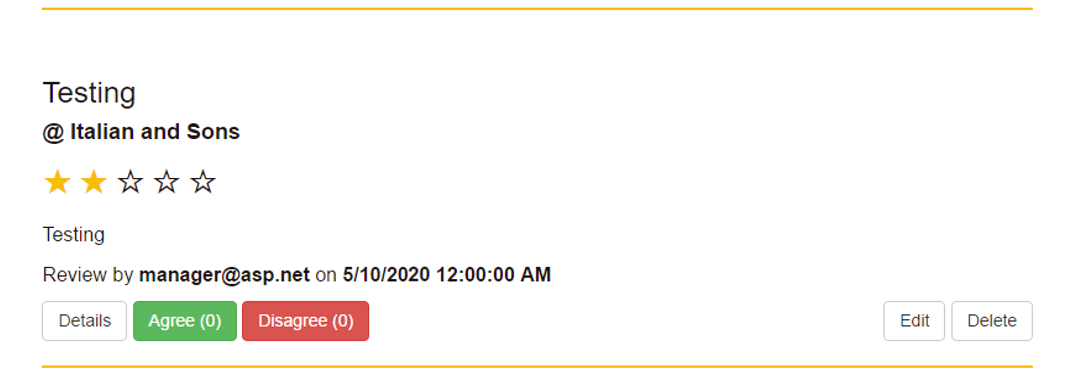 Testing
@ Italian and Sons
Testing
Review by manager@asp.net on 5/10/2020 12:00:00 AM
Details Agree (0) Disagree (0) Edit Delete